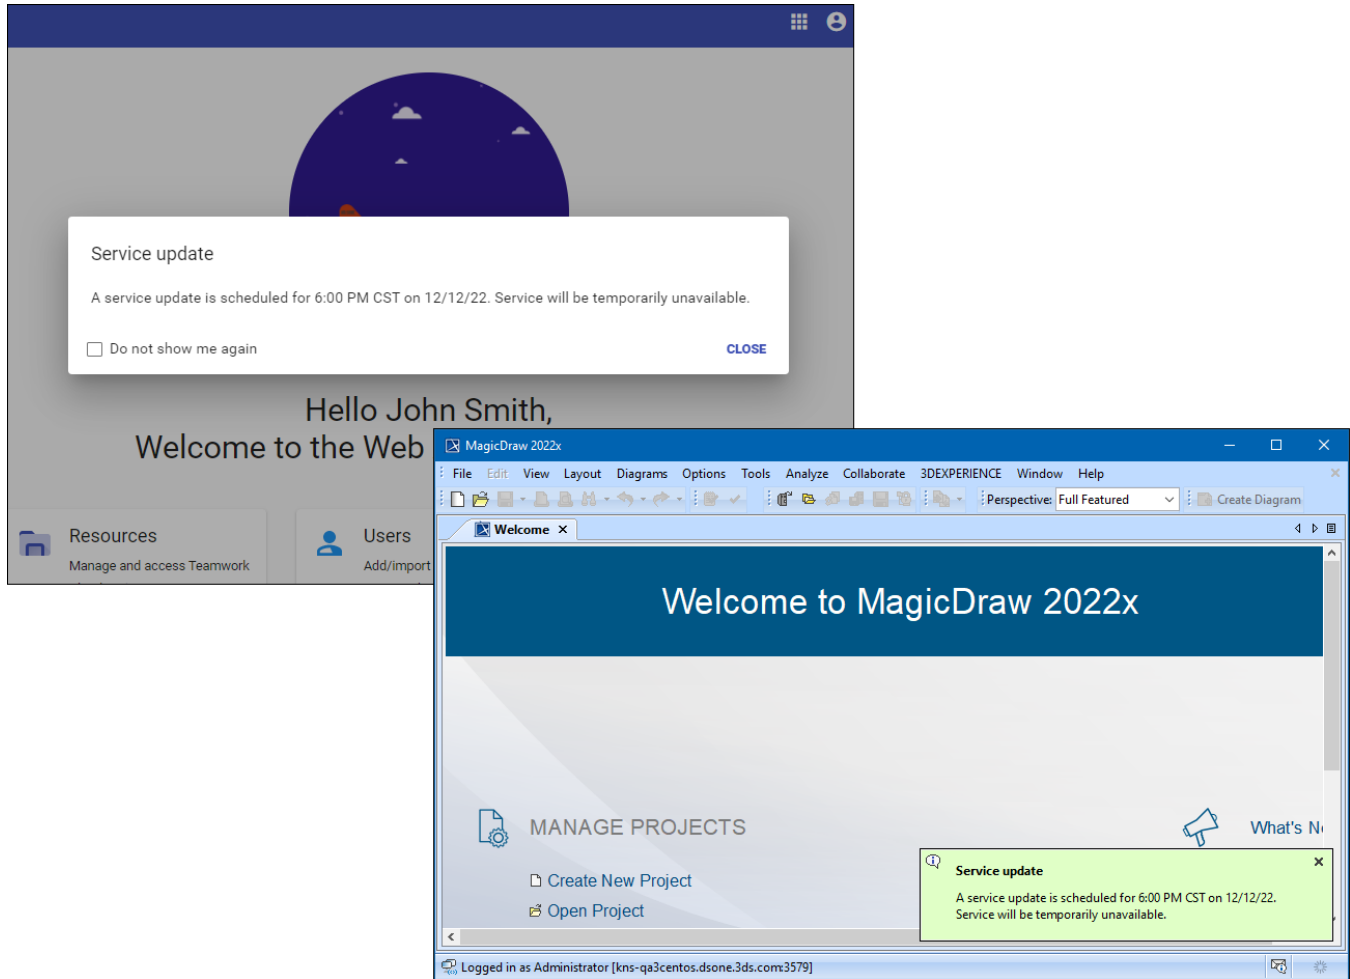 Service update
A service update is scheduled for 6:00 PM CST on 12/12/22. Service will be temporarily unavailable.
Do not show me again
CLOSE
Hello John Smith,
Welcome to the Web
Resources
Manage and access Teamwork
Users
Add/import
MagicDraw 2022x
File Edit View Layout Diagrams Options Tools Analyze Collaborate 3DEXPERIENCE Window Help
Perspective: Full Featured
Create Diagram
Welcome
Welcome to MagicDraw 2022x
MANAGE PROJECTS
What's
Create New Project
Open Project
Service update
A service update is scheduled for 6:00 PM CST on 12/12/22.
Service will be temporarily unavailable.
Logged in as Administrator [kns-qa3centos.dsone.3ds.com:3579]